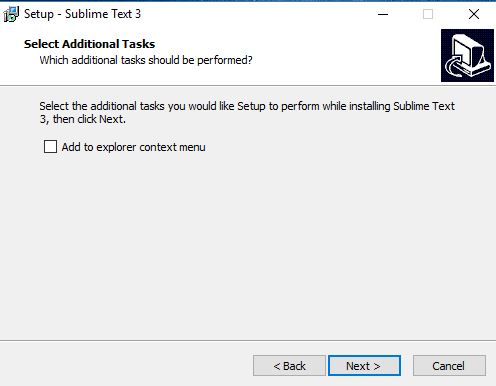 Setup - Sublime Text 3
Select Additional Tasks
Which additional tasks should be performed?
Select the additional tasks you would like Setup to perform while installing Sublime Text
3, then click Next.
Add to explorer context menu
< Back
Next >
Cancel